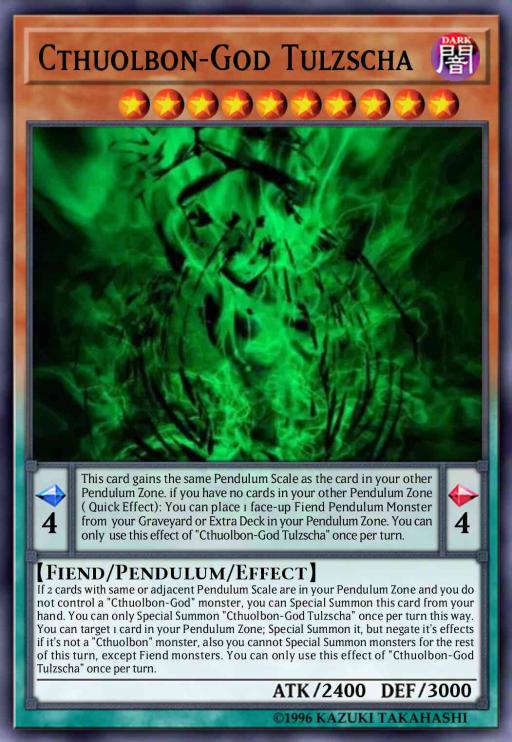 CTHUOLBON-GOD TULZSCHA
DARK
闇
This card gains the same Pendulum Scale as the card in your other
Pendulum Zone. if you have no cards in your other Pendulum Zone
( Quick Effect): You can place 1 face-up Fiend Pendulum Monster
from your Graveyard or Extra Deck in your Pendulum Zone. You can
only use this effect of "Cthuolbon-God Tulzscha" once per turn.
4
4
【FIEND/PENDULUM/EFFECT】
If 2 cards with same or adjacent Pendulum Scale are in your Pendulum Zone and you do
not control a "Cthuolbon-God" monster, you can Special Summon this card from your
hand. You can only Special Summon "Cthuolbon-God Tulzscha" once per turn this way.
You can target 1 card in your Pendulum Zone; Special Summon it, but negate it's effects
if it's not a "Cthuolbon" monster, also you cannot Special Summon monsters for the rest
of this turn, except Fiend monsters. You can only use this effect of "Cthuolbon-God
Tulzscha" once per turn.
ATK/2400 DEF/3000
©1996 KAZUKI TAKAHASHI